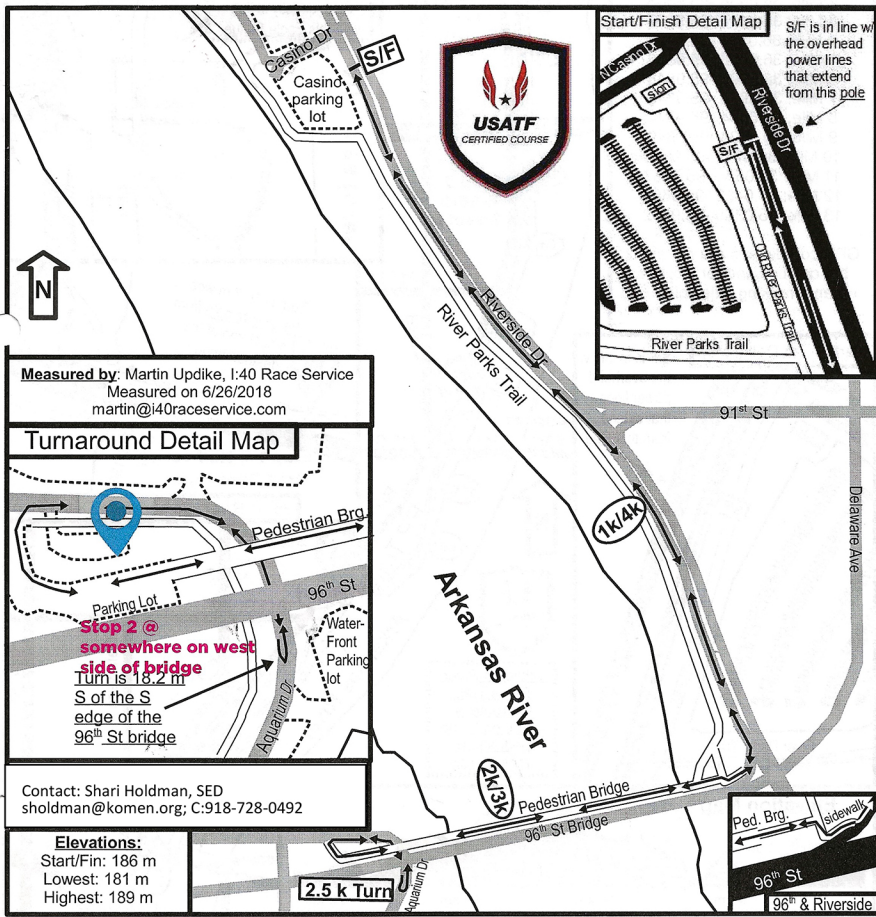 Casino Dr
S/F
Casino
parking
lot
USATF
CERTIFIED COURSE
Start/Finish Detail Map
S/F is in line w/
the overhead
power lines
that extend
from this pole
N Casino Dr
sign
Riverside Dr
S/F
Old River Parks Trail
River Parks Trail
N
Riverside Dr
River Parks Trail
91st St
Delaware Ave
1k/4k
Arkansas River
Measured by: Martin Updike, I:40 Race Service
Measured on 6/26/2018
martin@i40raceservice.com
Turnaround Detail Map
Pedestrian Brg.
96th St
Parking Lot
Stop 2 @
somewhere on west
side of bridge
Water-
Front
Parking
lot
Turn is 18.2 m
S of the S
edge of the
96th St bridge
Aquarium Dr
Contact: Shari Holdman, SED
sholdman@komen.org; C:918-728-0492
Elevations:
Start/Fin: 186 m
Lowest: 181 m
Highest: 189 m
2k/3k
Pedestrian Bridge
96th St Bridge
2.5 k Turn
Aquarium Dr
Ped. Brg.
sidewalk
96th St
96th & Riverside